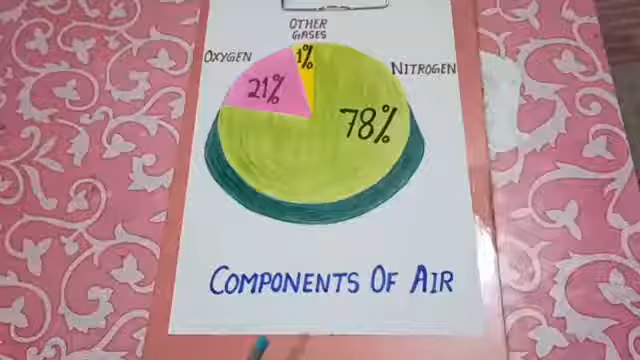 OTHER
GASES
OXYGEN
1%
NITROGEN
21%
78%
COMPONENTS OF AIR